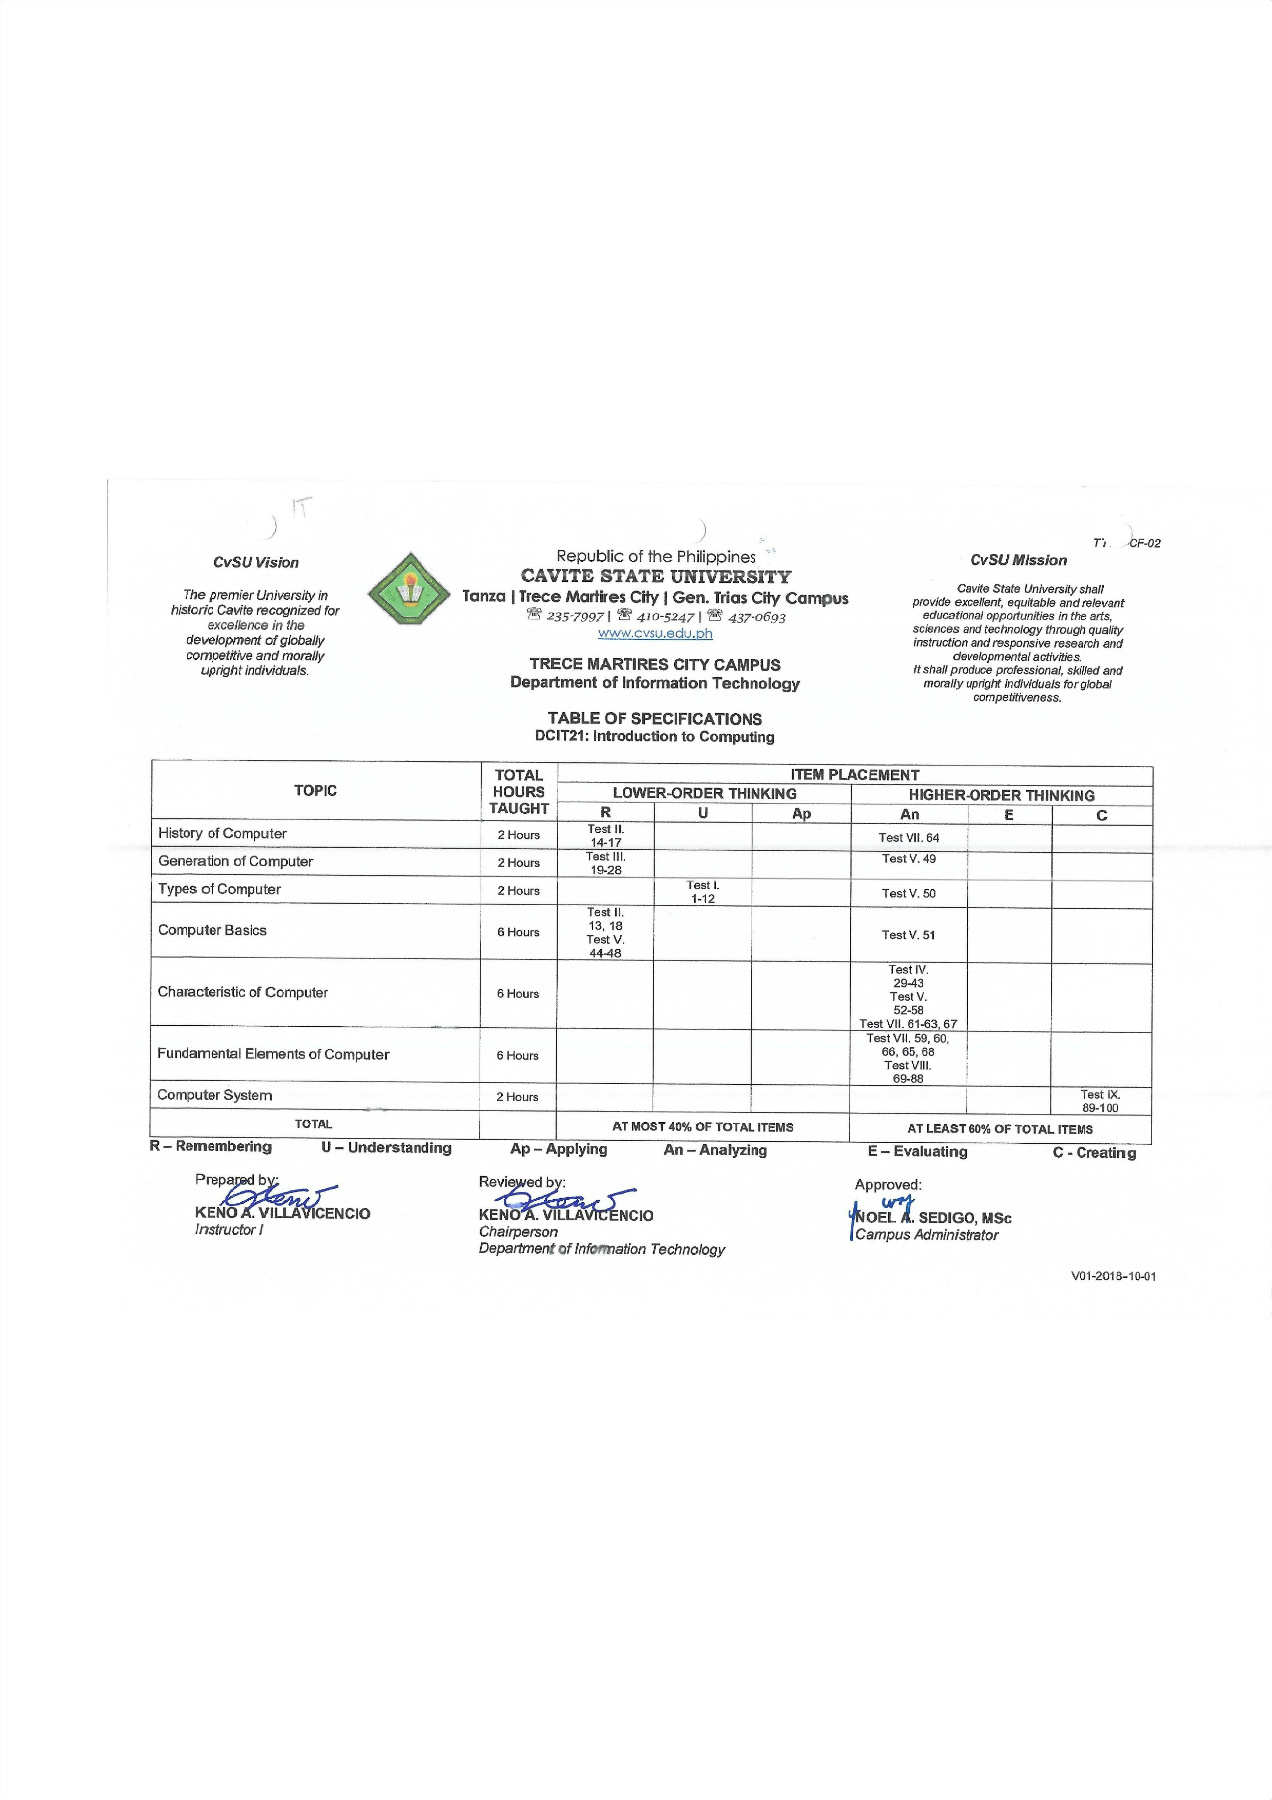 IT
T CF-02
CvSU Vision
The premier University in
historic Cavite recognized for
excellence in the
development of globally
competitive and morally
upright individuals.
Republic of the Philippines
CAVITE STATE UNIVERSITY
Tanza | Trece Martires City | Gen. Trias City Campus
☏ 235-7997 | ☏ 410-5247 | ☏ 437-0693
www.cvsu.edu.ph
TRECE MARTIRES CITY CAMPUS
Department of Information Technology
CvSU Mission
Cavite State University shall
provide excellent, equitable and relevant
educational opportunities in the arts,
sciences and technology through quality
instruction and responsive research and
developmental activities.
It shall produce professional, skilled and
morally upright individuals for global
competitiveness.
TABLE OF SPECIFICATIONS
DCIT21: Introduction to Computing
TOPIC
TOTAL
HOURS
TAUGHT
ITEM PLACEMENT
LOWER-ORDER THINKING
HIGHER-ORDER THINKING
R U Ap An E C
History of Computer
2 Hours
Test II.
14-17
Test VII. 64
Generation of Computer
2 Hours
Test III.
19-28
Test V. 49
Types of Computer
2 Hours
Test I.
1-12
Test V. 50
Computer Basics
6 Hours
Test II.
13, 18
Test V.
44-48
Test V. 51
Characteristic of Computer
6 Hours
Test IV.
29-43
Test V.
52-58
Test VII. 61-63, 67
Fundamental Elements of Computer
6 Hours
Test VII. 59, 60,
66, 65, 68
Test VIII.
69-88
Computer System
2 Hours
Test IX.
89-100
TOTAL
AT MOST 40% OF TOTAL ITEMS
AT LEAST 60% OF TOTAL ITEMS
R – Remembering U – Understanding Ap – Applying An – Analyzing E – Evaluating C - Creating
Prepared by:
KENO A. VILLAVICENCIO
Instructor I
Reviewed by:
KENO A. VILLAVICENCIO
Chairperson
Department of Information Technology
Approved:
NOEL A. SEDIGO, MSc
Campus Administrator
V01-2018-10-01